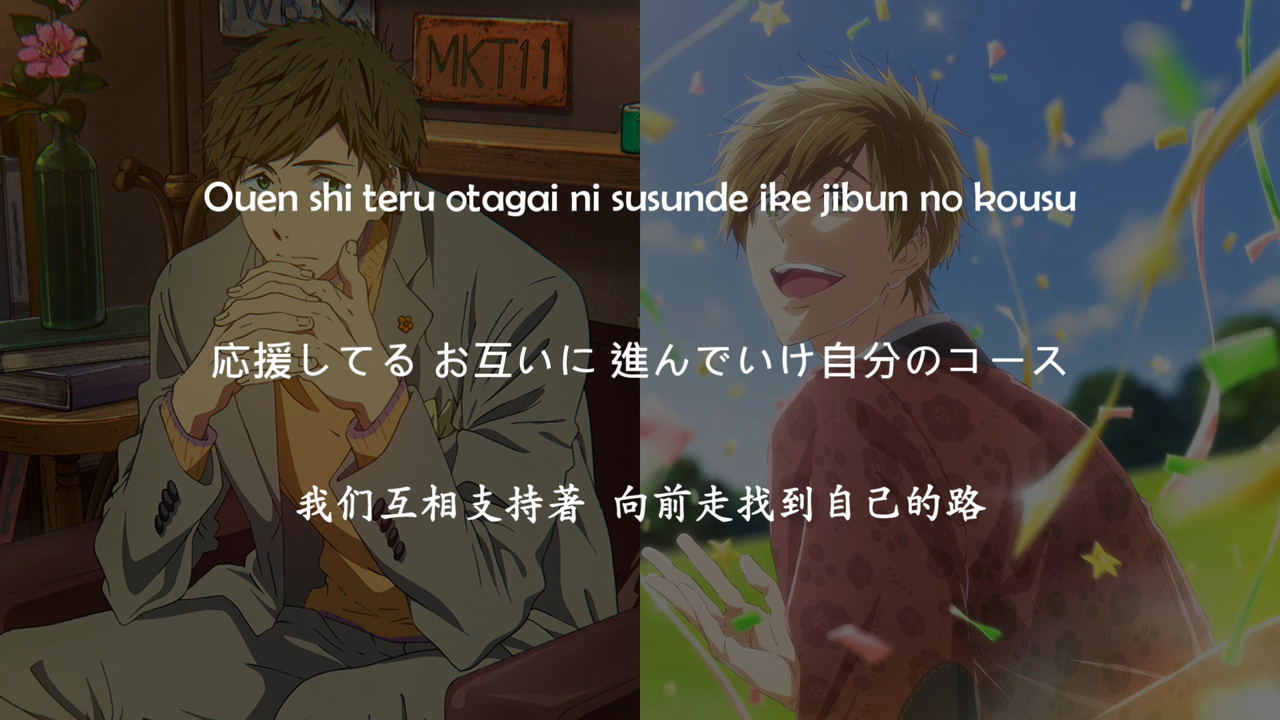 IWBTZ
MKT11
Ouen shi teru otagai ni susunde ike jibun no kousu
応援してる お互いに 進んでいけ自分のコース
我们互相支持著 向前走找到自己的路